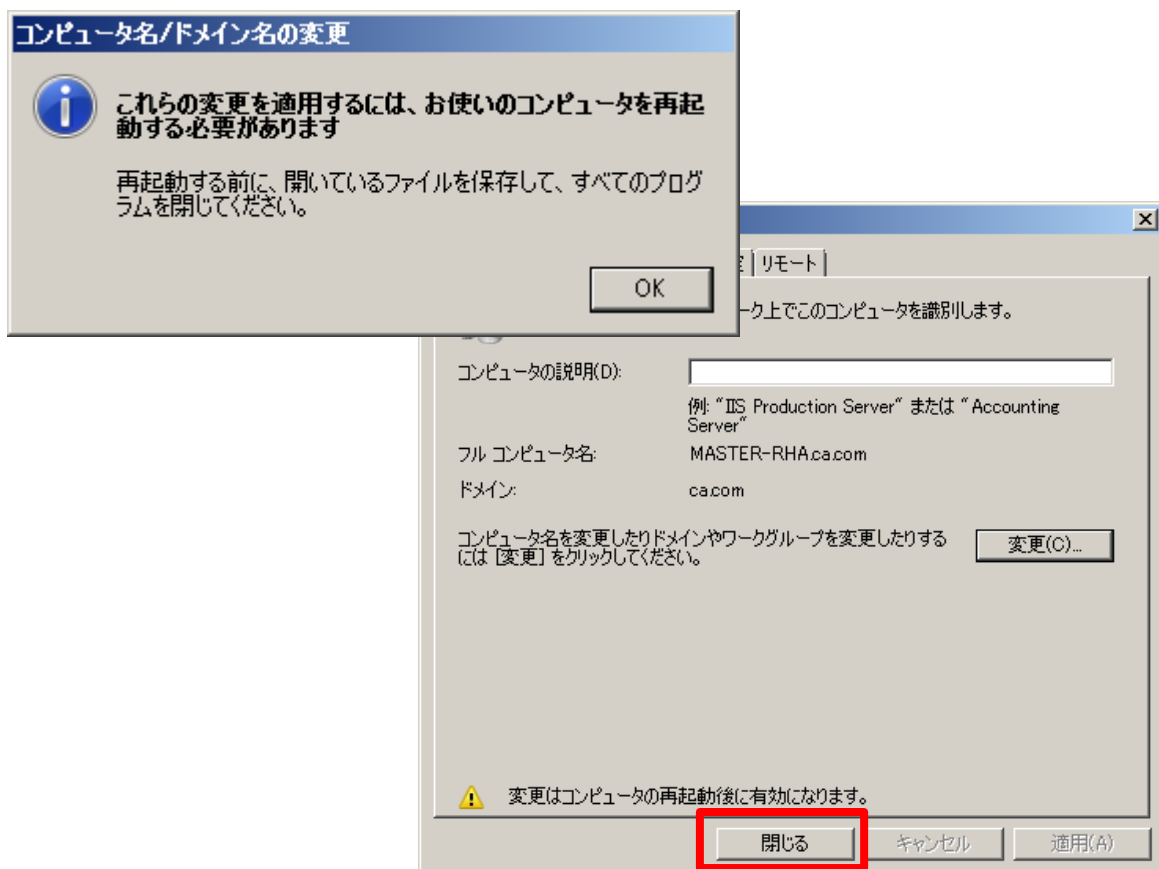 コンピュータ名/ドメイン名の変更
これらの変更を適用するには、お使いのコンピュータを再起
動する必要があります
再起動する前に、開いているファイルを保存して、すべてのプログ
ラムを閉じてください。
OK
リモート
ーク上でこのコンピュータを識別します。
コンピュータの説明(D):
例: "IIS Production Server" または "Accounting
Server"
フル コンピュータ名:
MASTER-RHA.ca.com
ドメイン:
ca.com
コンピュータ名を変更したりドメインやワークグループを変更したりする
には [変更] をクリックしてください。
変更(C)...
変更はコンピュータの再起動後に有効になります。
閉じる
キャンセル
適用(A)